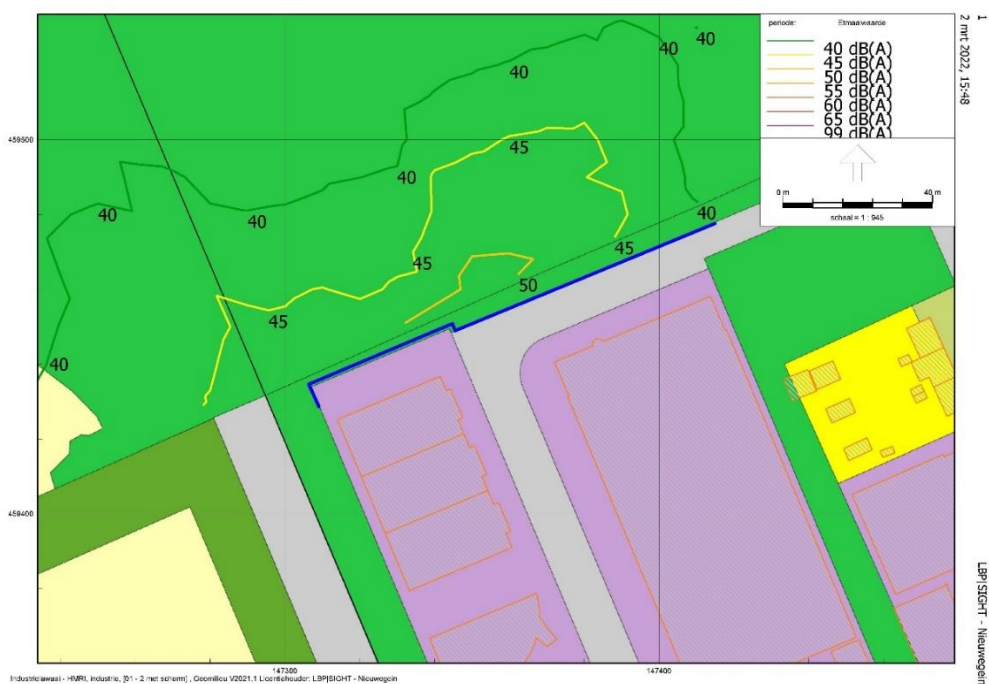 periode: Etmaalwaarde
40 dB(A)
45 dB(A)
50 dB(A)
55 dB(A)
60 dB(A)
65 dB(A)
99 dB(A)
0 m 40 m
schaal = 1 : 945
1
2 mrt 2022, 15:48
40
40
40
45
459500
40
40
40
40
45
45
50
45
40
459400
147300
147400
LBP|SIGHT - Nieuwegein
Industrielawaai - HMRI, industrie, [01 - 2 met scherm] , Geomilieu V2021.1 Licentiehouder: LBP|SIGHT - Nieuwegein